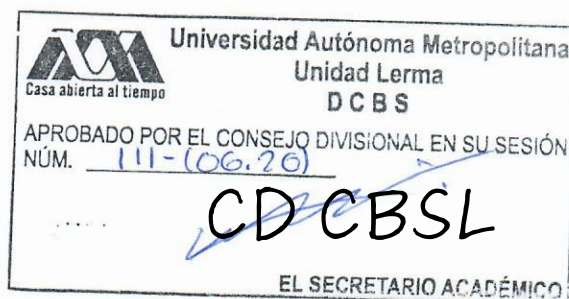 Universidad Autónoma Metropolitana
Unidad Lerma
Casa abierta al tiempo
DCBS
APROBADO POR EL CONSEJO DIVISIONAL EN SU SESIÓN
NÚM. 111-(06.20)
CD CBSL
EL SECRETARIO ACADÉMICO